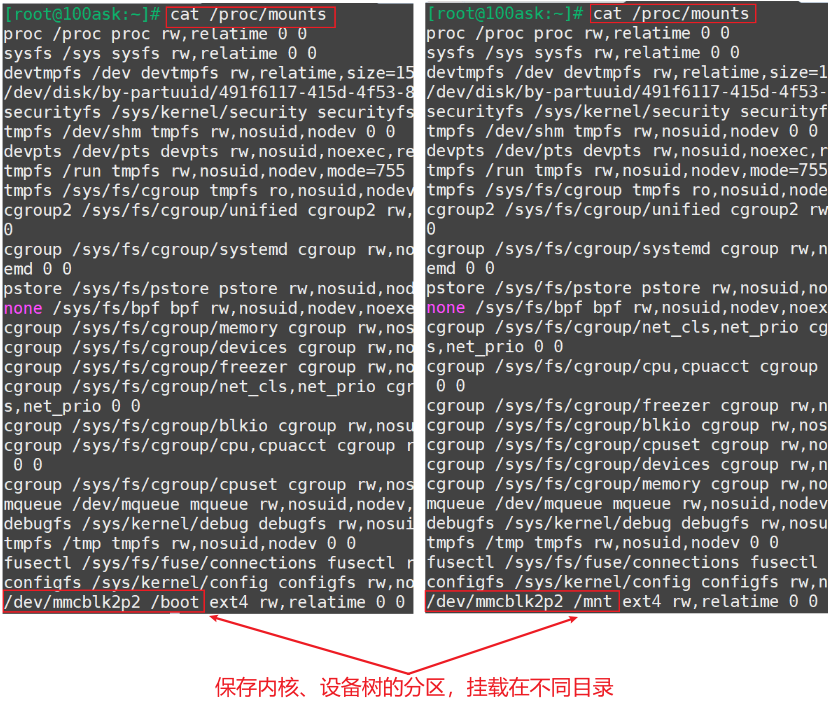 [root@100ask:~]# cat /proc/mounts
proc /proc proc rw,relatime 0 0
sysfs /sys sysfs rw,relatime 0 0
devtmpfs /dev devtmpfs rw,relatime,size=15
/dev/disk/by-partuuid/491f6117-415d-4f53-8
securityfs /sys/kernel/security securityfs
tmpfs /dev/shm tmpfs rw,nosuid,nodev 0 0
devpts /dev/pts devpts rw,nosuid,noexec,re
tmpfs /run tmpfs rw,nosuid,nodev,mode=755
tmpfs /sys/fs/cgroup tmpfs ro,nosuid,nodev
cgroup2 /sys/fs/cgroup/unified cgroup2 rw,
0
cgroup /sys/fs/cgroup/systemd cgroup rw,no
emd 0 0
pstore /sys/fs/pstore pstore rw,nosuid,nod
none /sys/fs/bpf bpf rw,nosuid,nodev,noexe
cgroup /sys/fs/cgroup/memory cgroup rw,nos
cgroup /sys/fs/cgroup/devices cgroup rw,no
cgroup /sys/fs/cgroup/freezer cgroup rw,no
cgroup /sys/fs/cgroup/net_cls,net_prio cgr
s,net_prio 0 0
cgroup /sys/fs/cgroup/blkio cgroup rw,nosu
cgroup /sys/fs/cgroup/cpu,cpuacct cgroup r
0 0
cgroup /sys/fs/cgroup/cpuset cgroup rw,nos
mqueue /dev/mqueue mqueue rw,nosuid,nodev,
debugfs /sys/kernel/debug debugfs rw,nosui
tmpfs /tmp tmpfs rw,nosuid,nodev 0 0
fusectl /sys/fs/fuse/connections fusectl r
configfs /sys/kernel/config configfs rw,no
/dev/mmcblk2p2 /boot ext4 rw,relatime 0 0
[root@100ask:~]# cat /proc/mounts
proc /proc proc rw,relatime 0 0
sysfs /sys sysfs rw,relatime 0 0
devtmpfs /dev devtmpfs rw,relatime,size=1
/dev/disk/by-partuuid/491f6117-415d-4f53-
securityfs /sys/kernel/security securityf
tmpfs /dev/shm tmpfs rw,nosuid,nodev 0 0
devpts /dev/pts devpts rw,nosuid,noexec,r
tmpfs /run tmpfs rw,nosuid,nodev,mode=755
tmpfs /sys/fs/cgroup tmpfs ro,nosuid,node
cgroup2 /sys/fs/cgroup/unified cgroup2 rw
0
cgroup /sys/fs/cgroup/systemd cgroup rw,n
emd 0 0
pstore /sys/fs/pstore pstore rw,nosuid,no
none /sys/fs/bpf bpf rw,nosuid,nodev,noex
cgroup /sys/fs/cgroup/net_cls,net_prio cg
s,net_prio 0 0
cgroup /sys/fs/cgroup/cpu,cpuacct cgroup
0 0
cgroup /sys/fs/cgroup/freezer cgroup rw,n
cgroup /sys/fs/cgroup/blkio cgroup rw,nos
cgroup /sys/fs/cgroup/cpuset cgroup rw,no
cgroup /sys/fs/cgroup/devices cgroup rw,n
cgroup /sys/fs/cgroup/memory cgroup rw,no
mqueue /dev/mqueue mqueue rw,nosuid,nodev
debugfs /sys/kernel/debug debugfs rw,nosu
tmpfs /tmp tmpfs rw,nosuid,nodev 0 0
fusectl /sys/fs/fuse/connections fusectl
configfs /sys/kernel/config configfs rw,n
/dev/mmcblk2p2 /mnt ext4 rw,relatime 0 0
保存内核、设备树的分区，挂载在不同目录